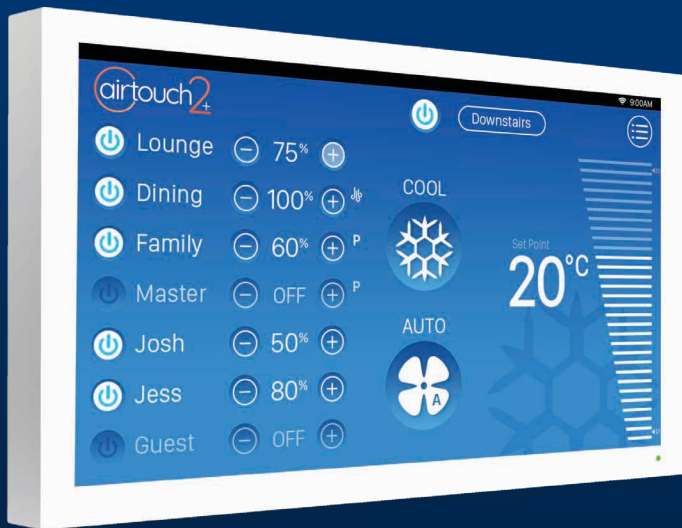 airtouch2+
9:00AM
Downstairs
Lounge 75%
Dining 100%
Family 60% P
Master OFF P
Josh 50%
Jess 80%
Guest OFF
COOL
AUTO
A
Set Point
20°C